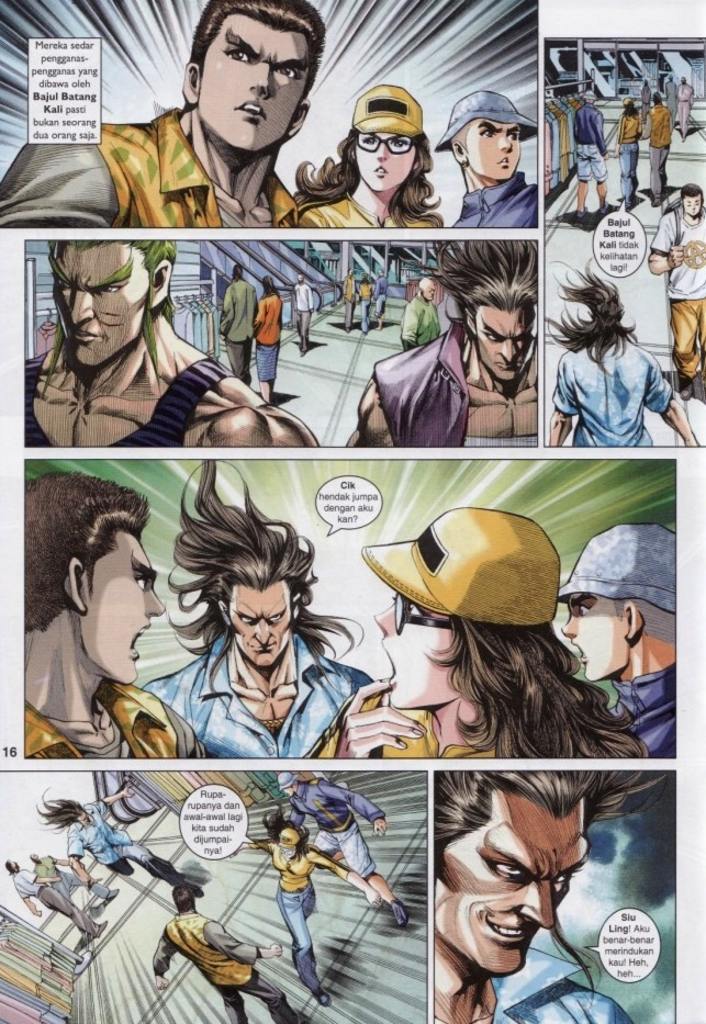 Mereka sedar
pengganas-
pengganas yang
dibawa oleh
Bajul Batang
Kali pasti
bukan seorang
dua orang saja.
Bajul
Batang
Kali tidak
kelihatan
lagi!
Cik
hendak jumpa
dengan aku
kan?
16
Rupa-
rupanya dan
awal-awal lagi
kita sudah
dijumpai-
nya!
Siu
Ling! Aku
benar-benar
merindukan
kau! Heh,
heh...